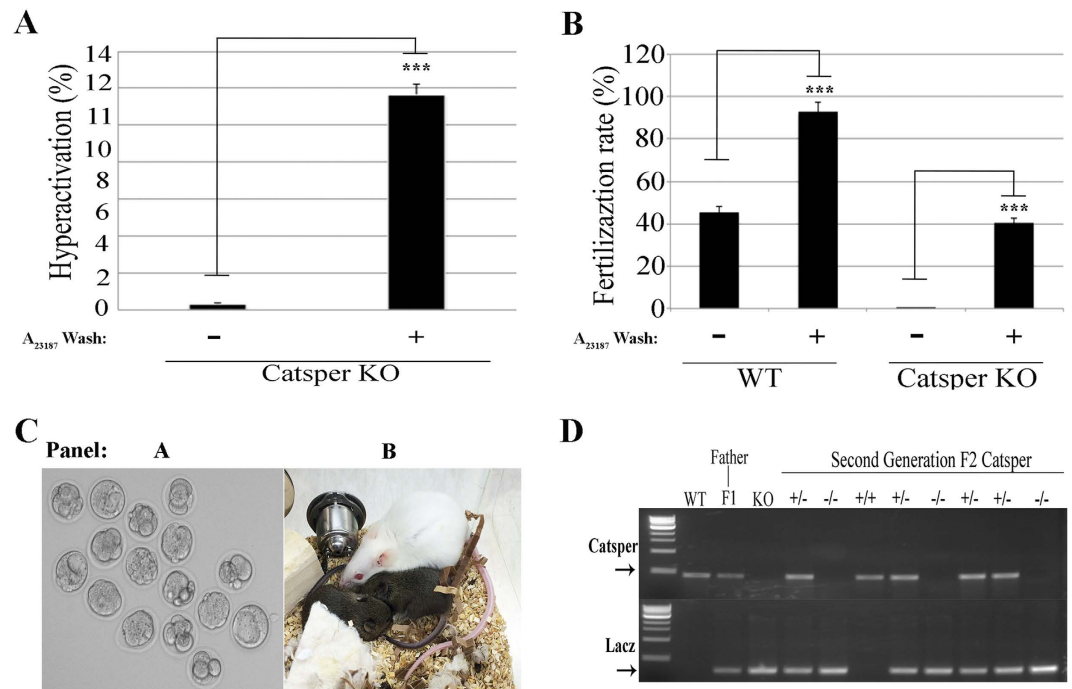 A
Hyperactivation (%)
14
12
12
10
8
6
4
2
0
***
A23187 Wash:
-
+
Catsper KO
B
Fertilizaztion rate (%)
120
100
80
60
40
20
0
***
***
-
+
-
+
A23187 Wash:
WT
Catsper KO
C
Panel: A B
D
Father
Second Generation F2 Catsper
WT F1 KO +/- -/- +/+ +/- -/- +/- +/- -/-
Catsper
→
Lacz
→